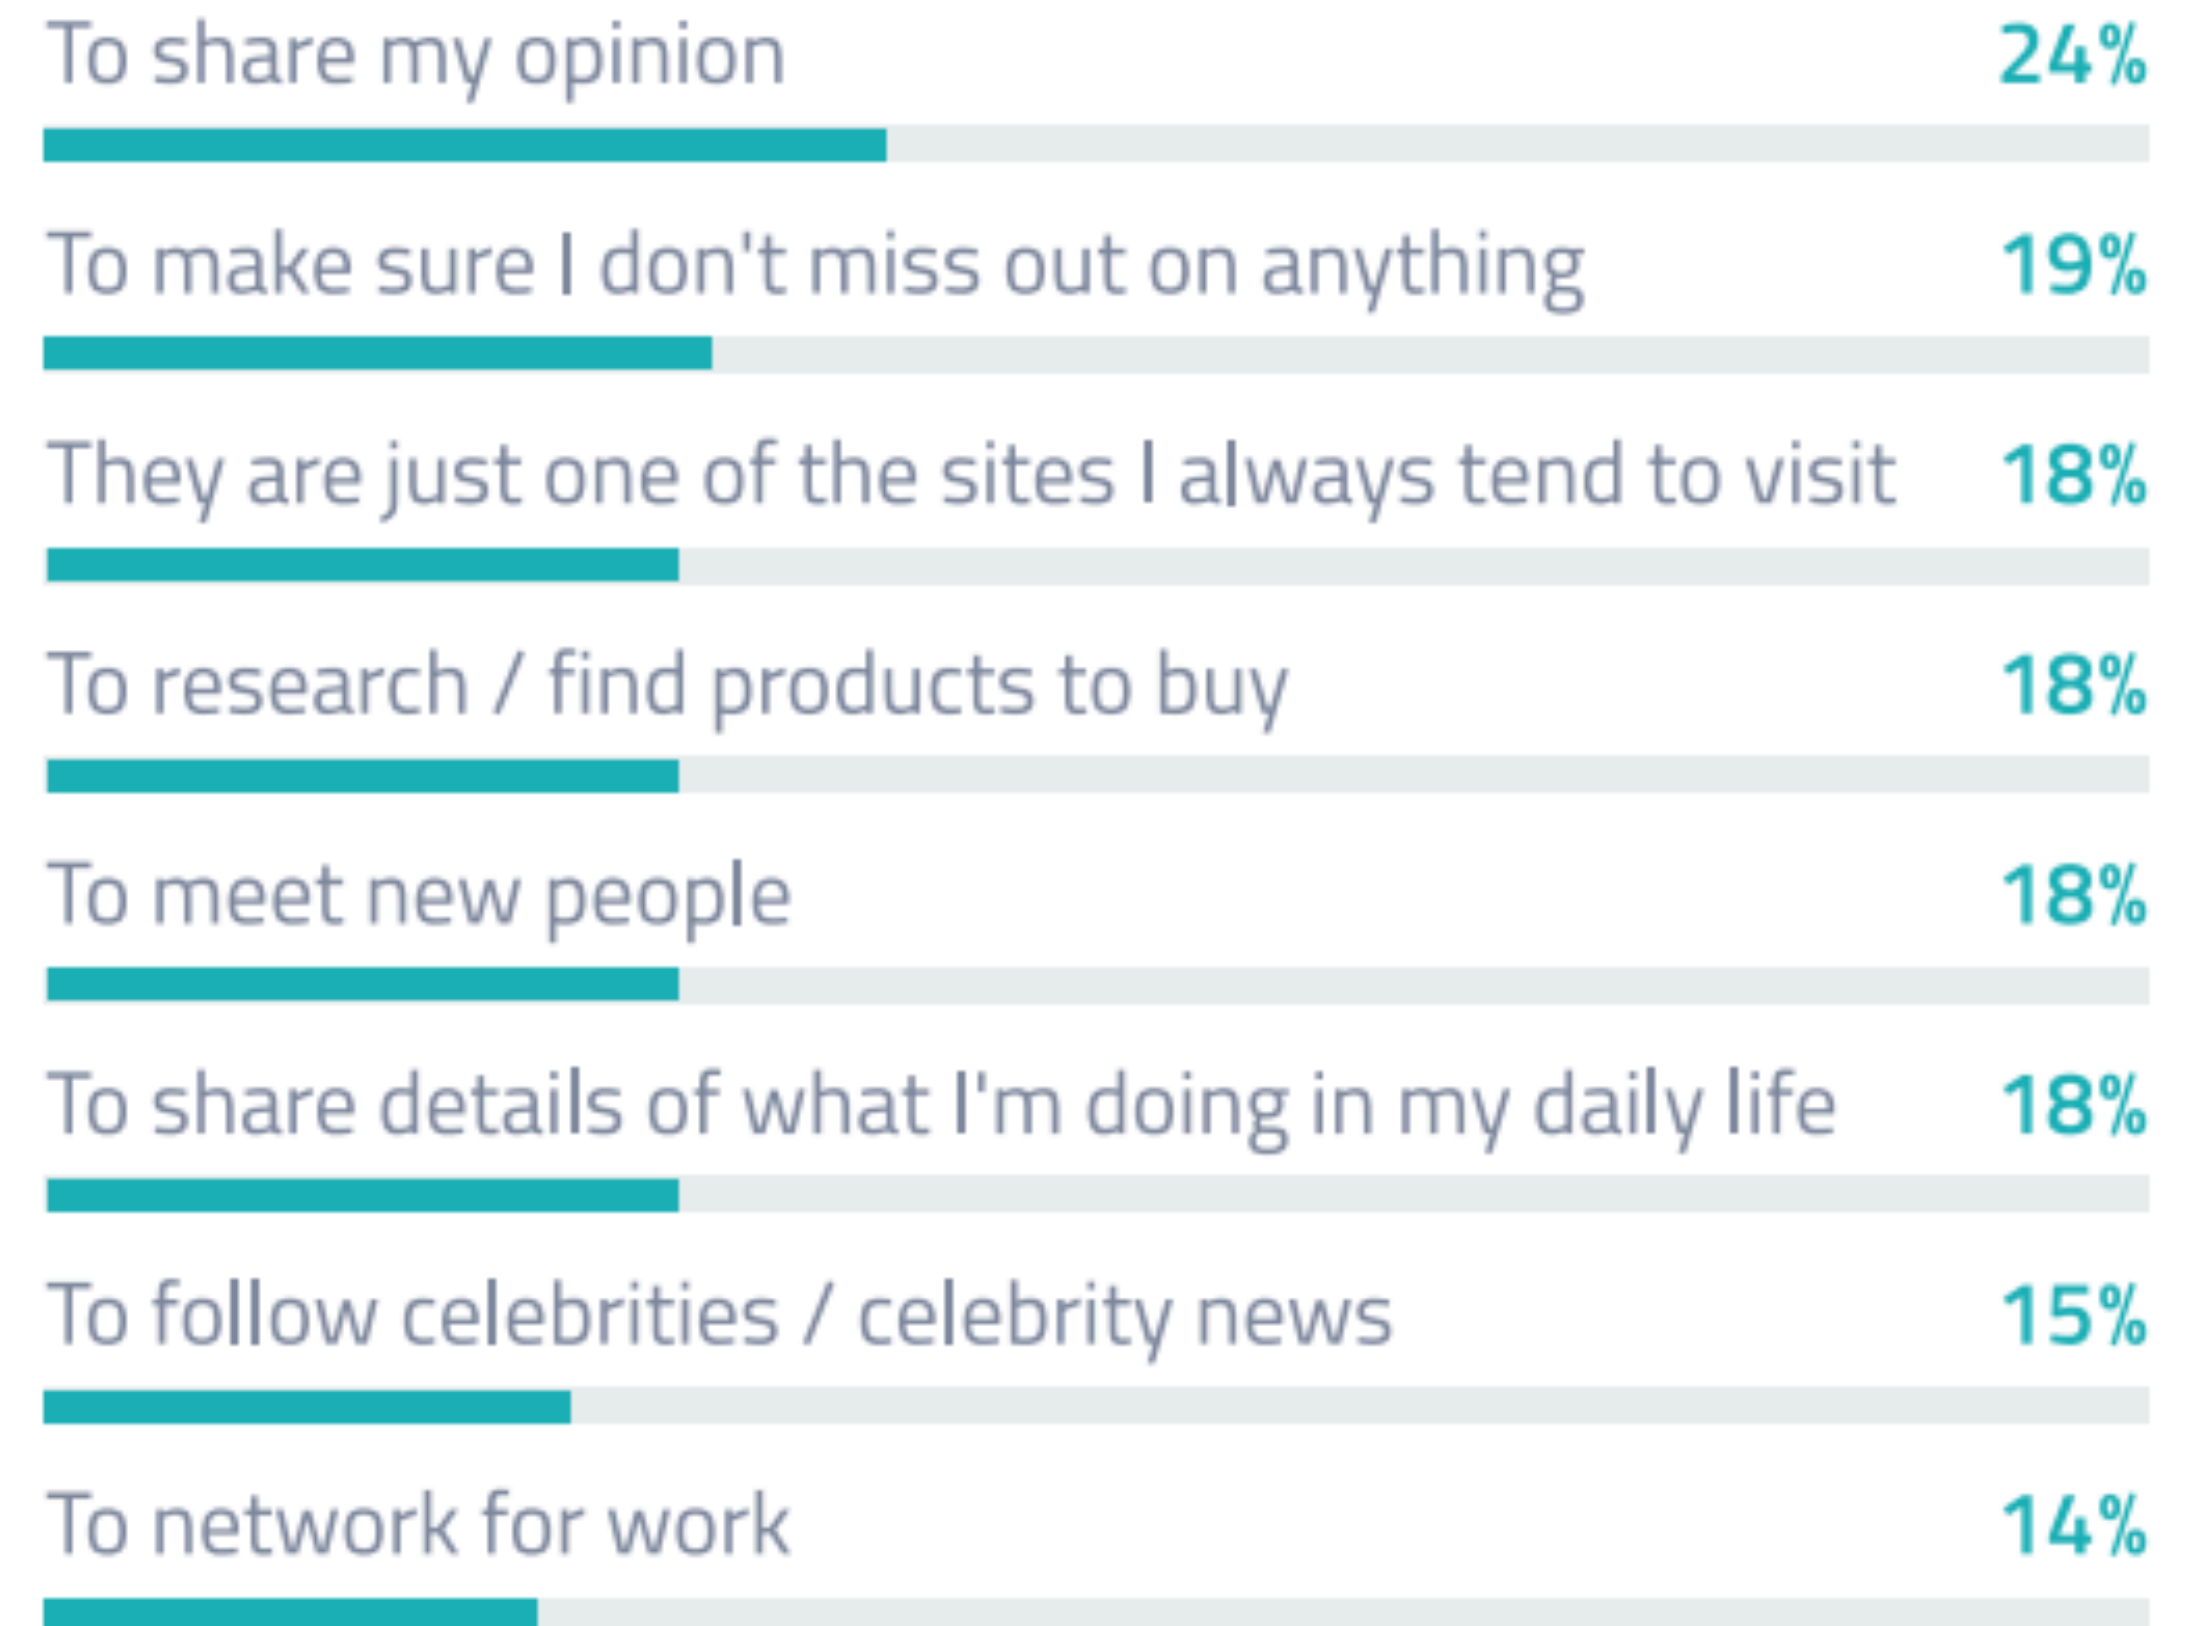 To share my opinion 24%
To make sure I don't miss out on anything 19%
They are just one of the sites I always tend to visit 18%
To research / find products to buy 18%
To meet new people 18%
To share details of what I'm doing in my daily life 18%
To follow celebrities / celebrity news 15%
To network for work 14%